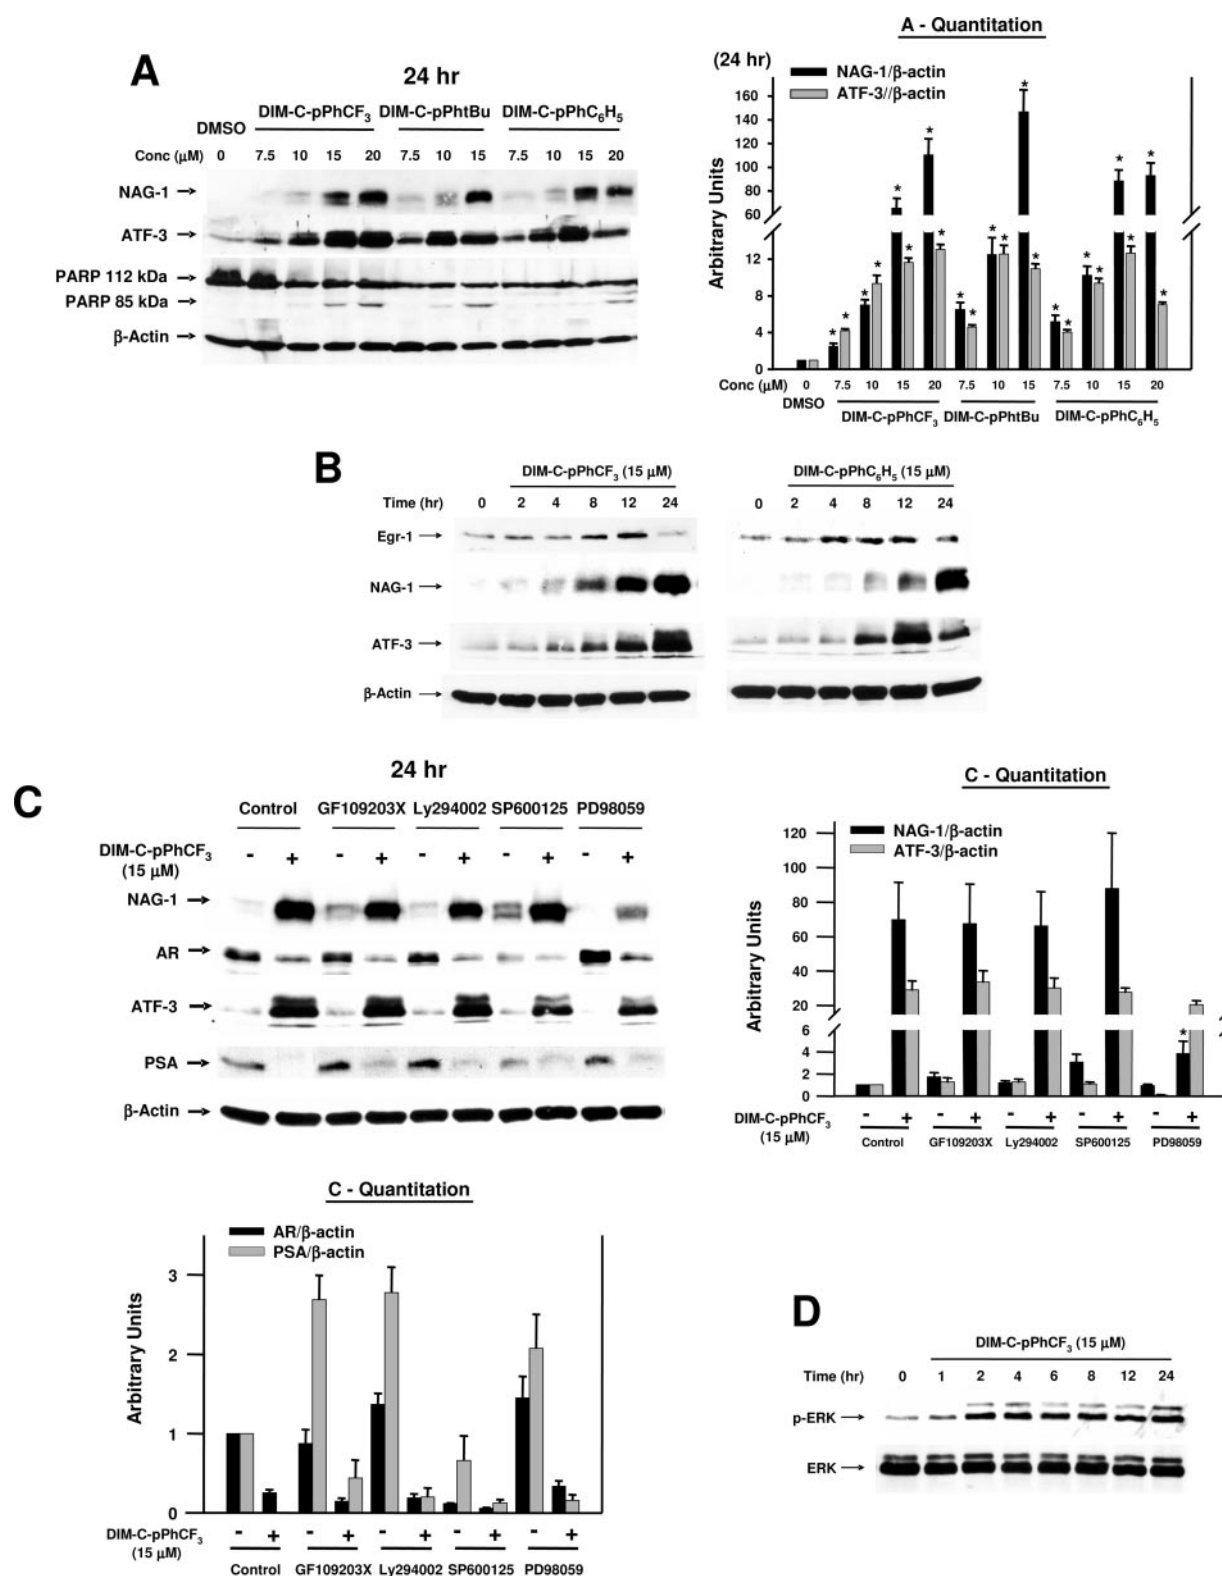 A
24 hr
DIM-C-pPhCF3 DIM-C-pPhtBu DIM-C-pPhC6H5
DMSO
Conc (μM) 0 7.5 10 15 20 7.5 10 15 7.5 10 15 20
NAG-1
ATF-3
PARP 112 kDa
PARP 85 kDa
β-Actin
A - Quantitation
(24 hr)
NAG-1/β-actin
ATF-3//β-actin
Arbitrary Units
160
140
120
100
80
60
12
8
4
0
* * * * * * * * * * * * * * * * * * * * * *
Conc (μM) 0 7.5 10 15 20 7.5 10 15 7.5 10 15 20
DMSO
DIM-C-pPhCF3 DIM-C-pPhtBu DIM-C-pPhC6H5
B
DIM-C-pPhCF3 (15 μM) DIM-C-pPhC6H5 (15 μM)
Time (hr) 0 2 4 8 12 24 0 2 4 8 12 24
Egr-1
NAG-1
ATF-3
β-Actin
C
24 hr
Control GF109203X Ly294002 SP600125 PD98059
DIM-C-pPhCF3 - + - + - + - + - +
(15 μM)
NAG-1
AR
ATF-3
PSA
β-Actin
C - Quantitation
NAG-1/β-actin
ATF-3/β-actin
Arbitrary Units
120
100
80
60
40
20
6
4
2
0
*
DIM-C-pPhCF3 - + - + - + - + - +
(15 μM)
Control GF109203X Ly294002 SP600125 PD98059
C - Quantitation
AR/β-actin
PSA/β-actin
Arbitrary Units
3
2
1
0
DIM-C-pPhCF3 - + - + - + - + - +
(15 μM)
Control GF109203X Ly294002 SP600125 PD98059
D
DIM-C-pPhCF3 (15 μM)
Time (hr) 0 1 2 4 6 8 12 24
p-ERK
ERK